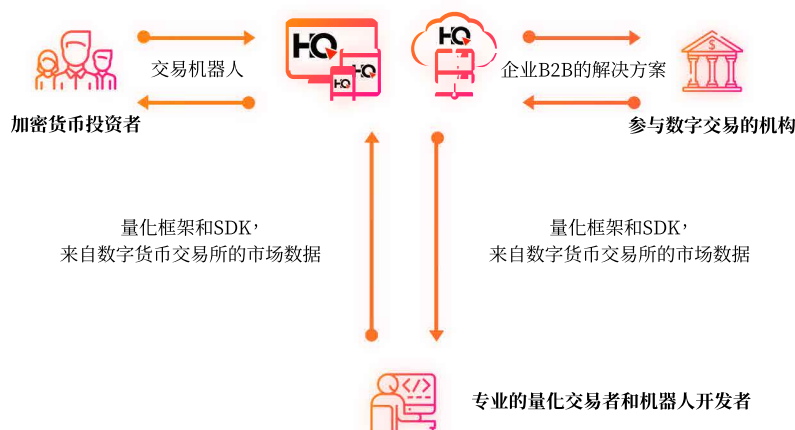 HQ
HQ
HQ
HQ
交易机器人
企业B2B的解决方案
$
加密货币投资者
参与数字交易的机构
量化框架和SDK,
来自数字货币交易所的市场数据
量化框架和SDK,
来自数字货币交易所的市场数据
</>
专业的量化交易者和机器人开发者